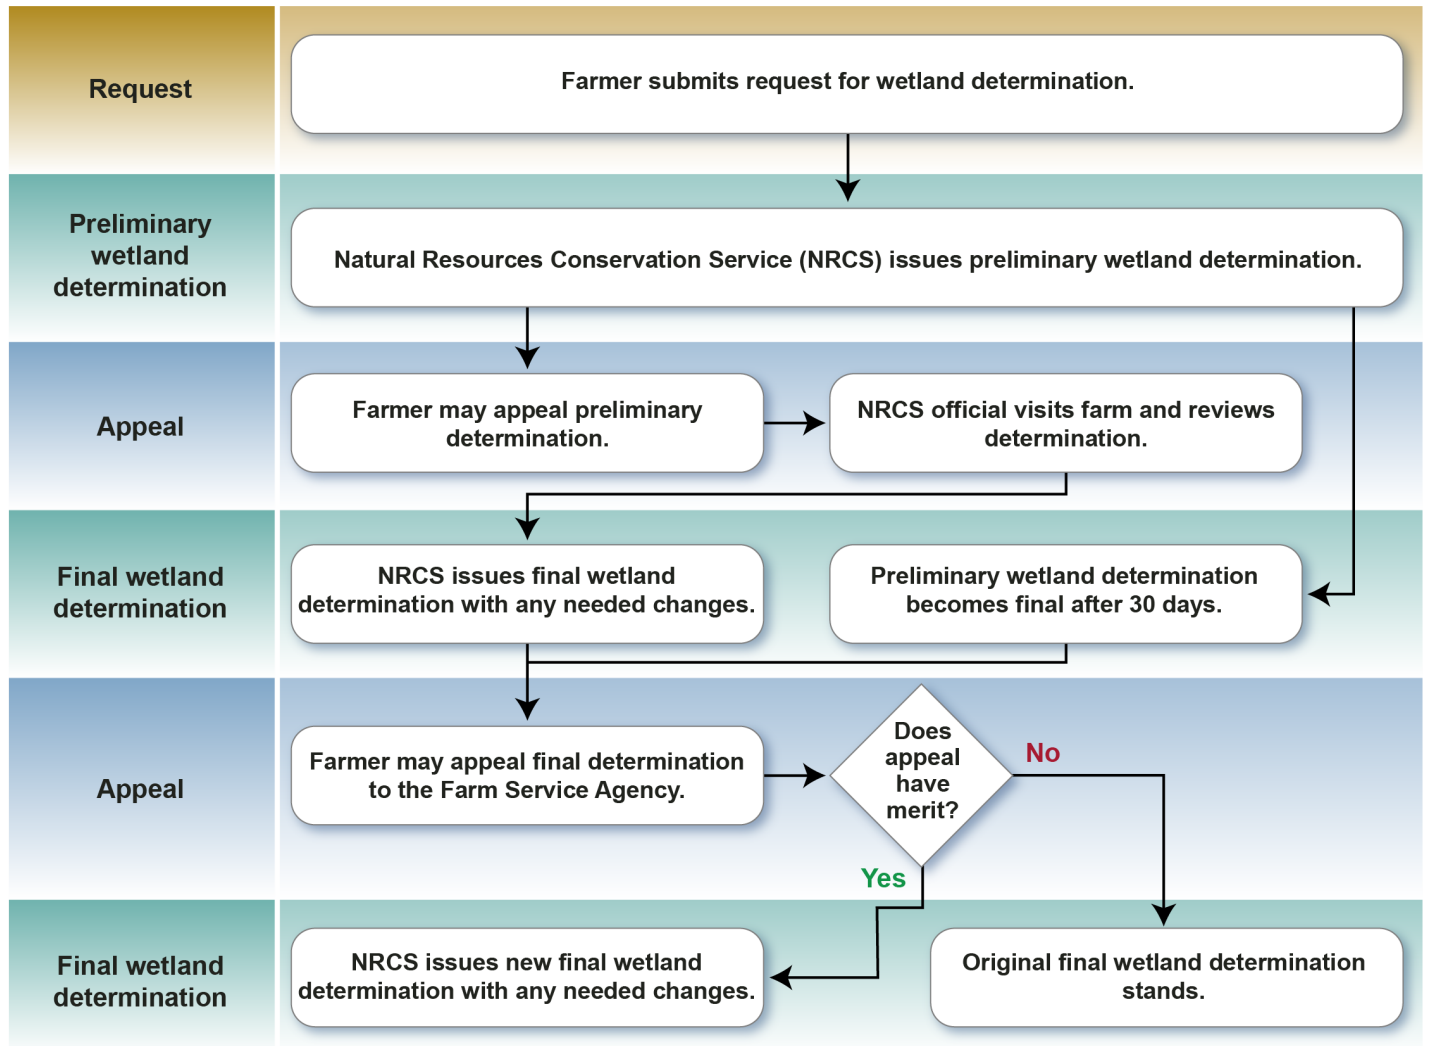 Request
Farmer submits request for wetland determination.
Preliminary
wetland
determination
Natural Resources Conservation Service (NRCS) issues preliminary wetland determination.
Appeal
Farmer may appeal preliminary
determination.
NRCS official visits farm and reviews
determination.
Final wetland
determination
NRCS issues final wetland
determination with any needed changes.
Preliminary wetland determination
becomes final after 30 days.
Appeal
Farmer may appeal final determination
to the Farm Service Agency.
Does
appeal
have
merit?
No
Yes
Final wetland
determination
NRCS issues new final wetland
determination with any needed changes.
Original final wetland determination
stands.